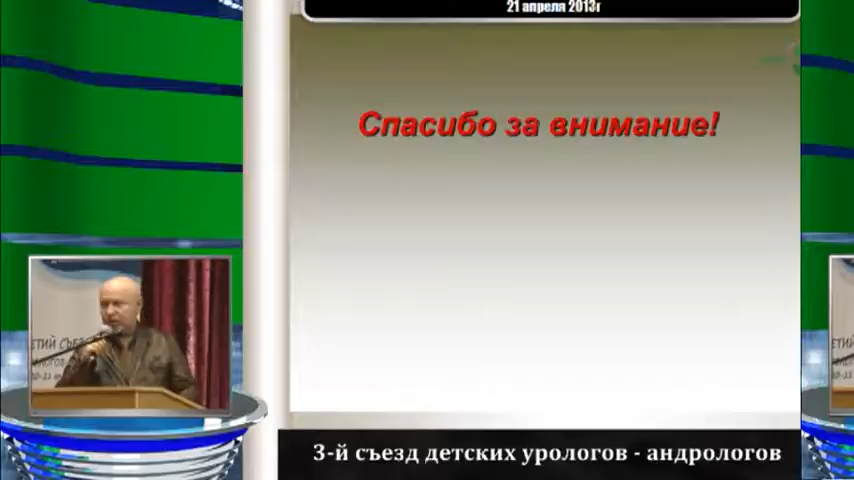 21 апреля 2013г
Спасибо за внимание!
3-й съезд детских урологов - андрологов